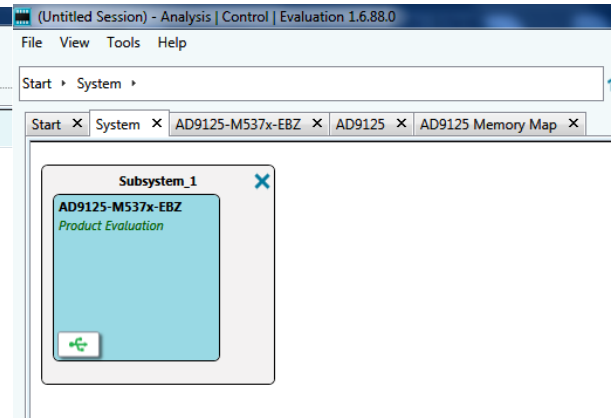 (Untitled Session) - Analysis | Control | Evaluation 1.6.88.0
File View Tools Help
Start System
Start System AD9125-M537x-EBZ AD9125 AD9125 Memory Map
Subsystem_1
AD9125-M537x-EBZ
Product Evaluation